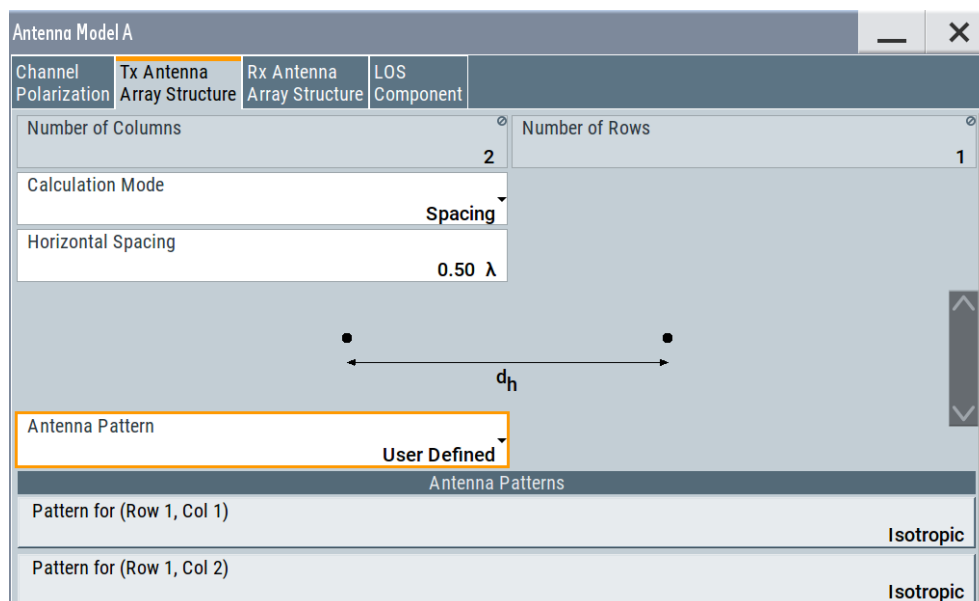 Antenna Model A
Channel Polarization
Tx Antenna Array Structure
Rx Antenna Array Structure
LOS Component
Number of Columns
2
Number of Rows
1
Calculation Mode
Spacing
Horizontal Spacing
0.50 λ
dh
Antenna Pattern
User Defined
Antenna Patterns
Pattern for (Row 1, Col 1)
Isotropic
Pattern for (Row 1, Col 2)
Isotropic